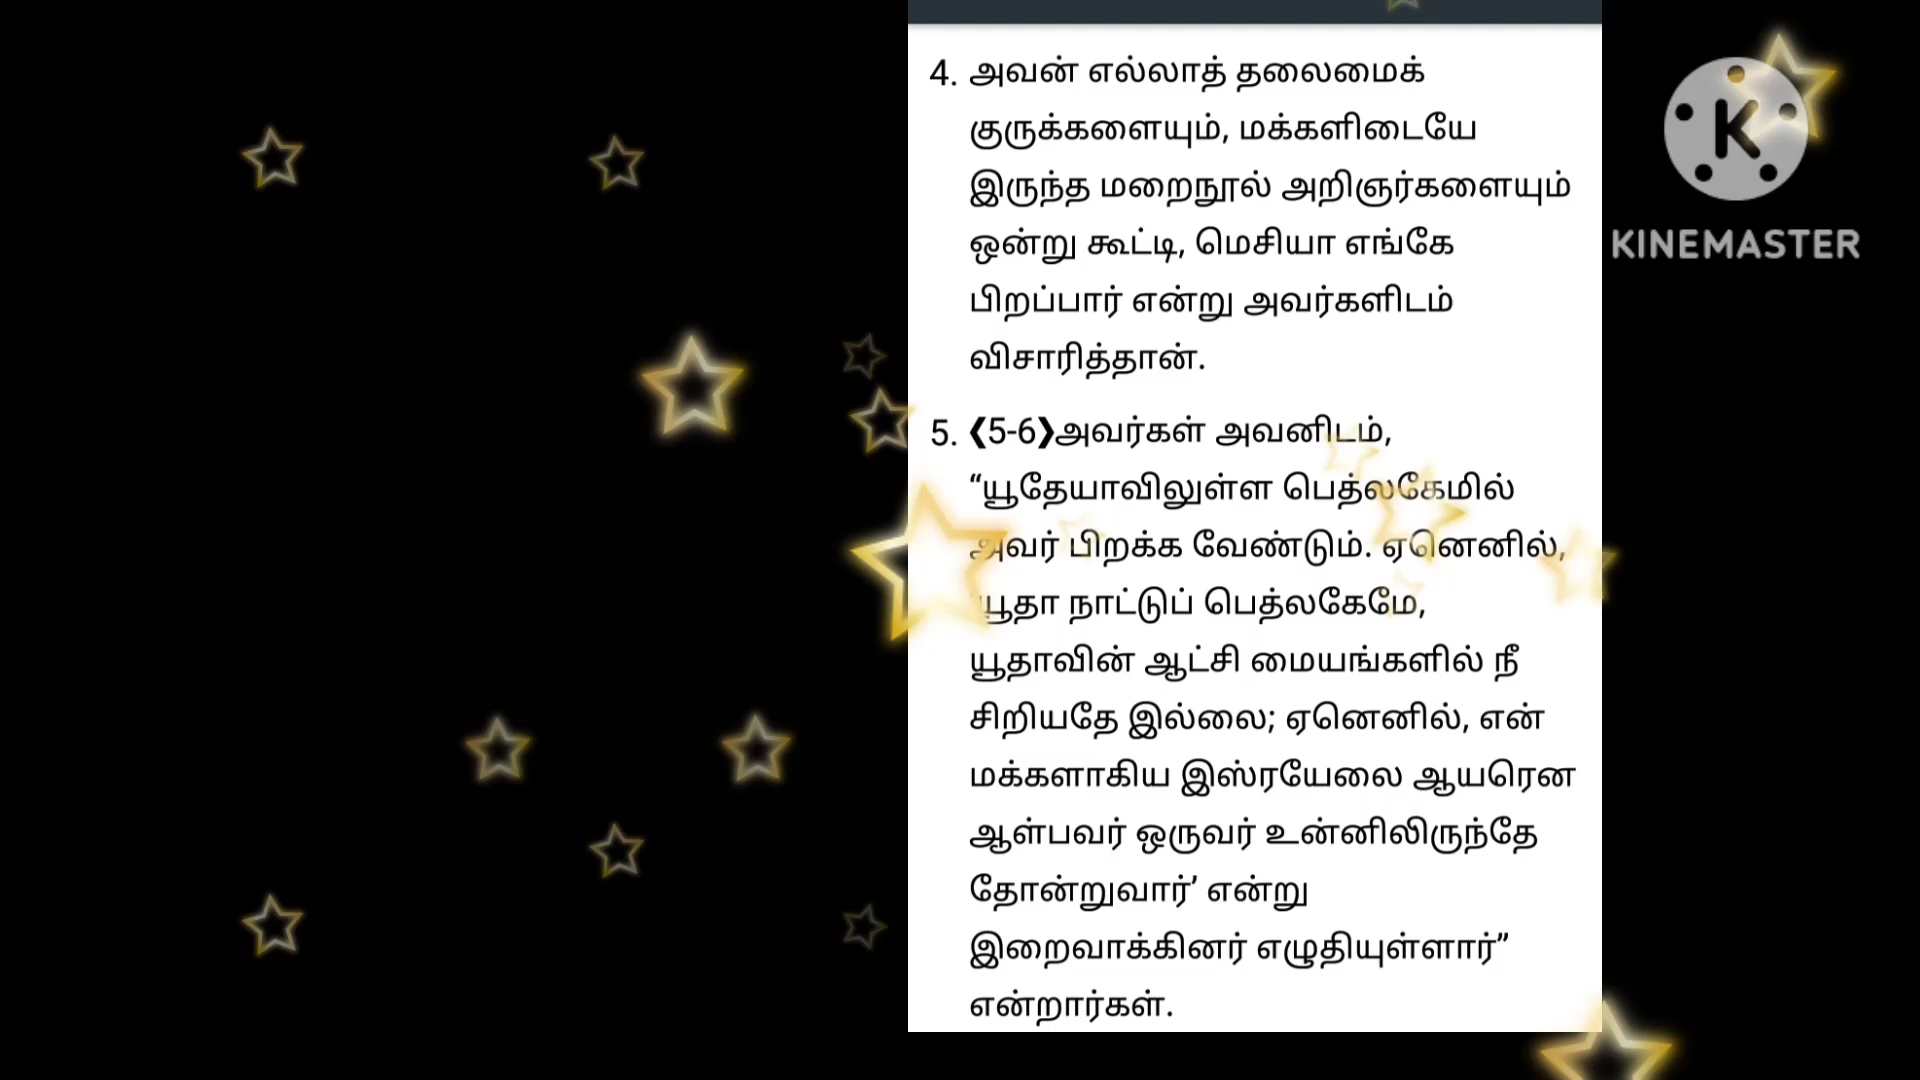 4. அவன் எல்லாத் தலைமைக்
குருக்களையும், மக்களிடையே
இருந்த மறைநூல் அறிஞர்களையும்
ஒன்று கூட்டி, மெசியா எங்கே
பிறப்பார் என்று அவர்களிடம்
விசாரித்தான்.
5. ❮5-6❯அவர்கள் அவனிடம்,
“யூதேயாவிலுள்ள பெத்லகேமில்
அவர் பிறக்க வேண்டும். ஏனெனில்,
‘யூதா நாட்டுப் பெத்லகேமே,
யூதாவின் ஆட்சி மையங்களில் நீ
சிறியதே இல்லை; ஏனெனில், என்
மக்களாகிய இஸ்ரயேலை ஆயரென
ஆள்பவர் ஒருவர் உன்னிலிருந்தே
தோன்றுவார்’ என்று
இறைவாக்கினர் எழுதியுள்ளார்”
என்றார்கள்.
K
KINEMASTER